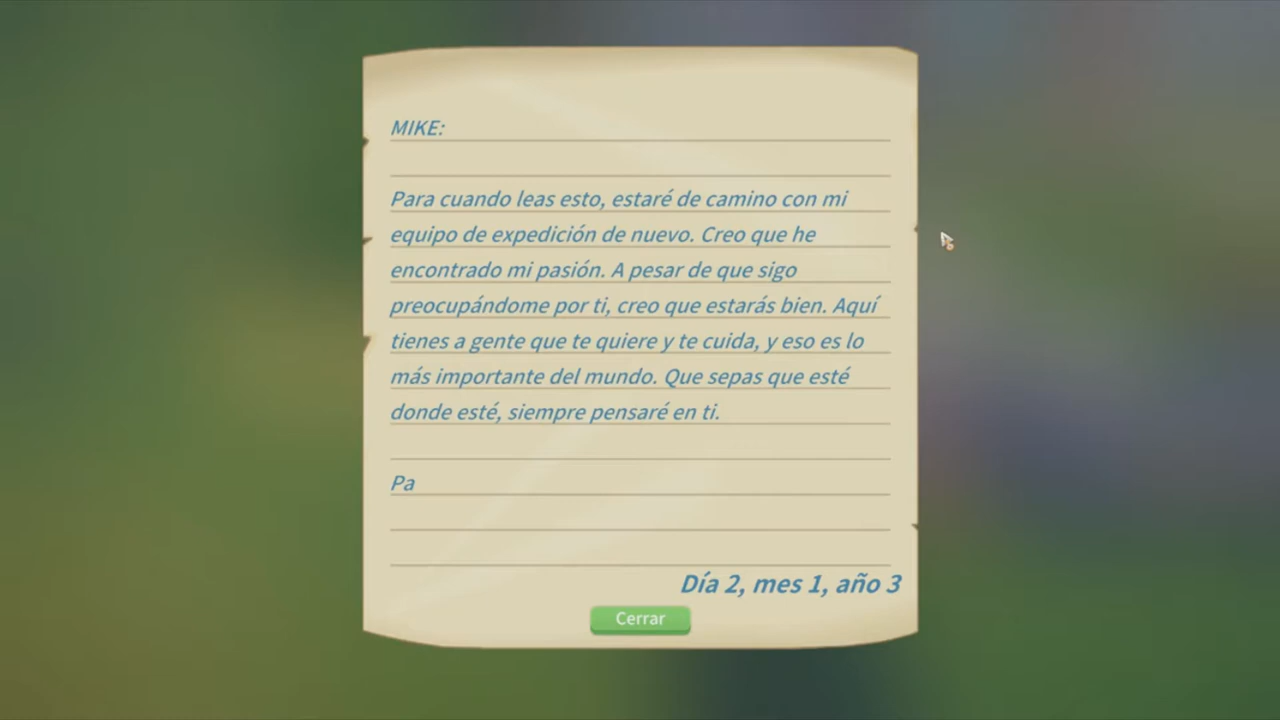 MIKE:
Para cuando leas esto, estaré de camino con mi
equipo de expedición de nuevo. Creo que he
encontrado mi pasión. A pesar de que sigo
preocupándome por ti, creo que estarás bien. Aquí
tienes a gente que te quiere y te cuida, y eso es lo
más importante del mundo. Que sepas que esté
donde esté, siempre pensaré en ti.
Pa
Día 2, mes 1, año 3
Cerrar